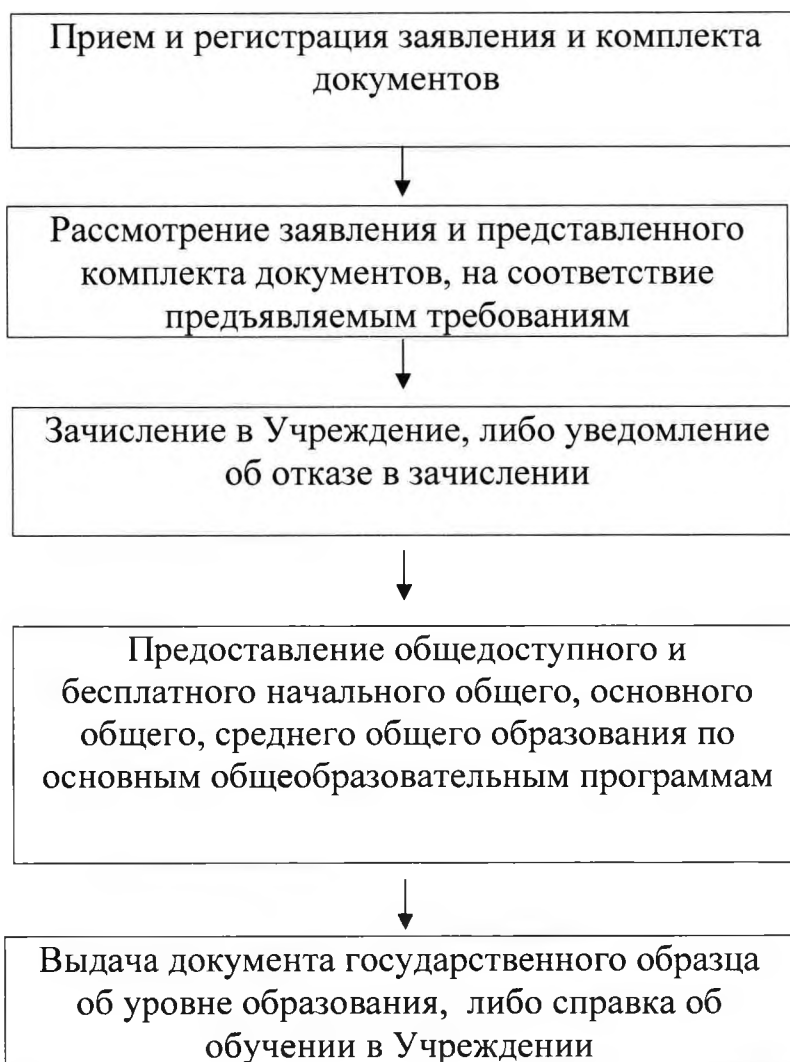 Прием и регистрация заявления и комплекта
документов
Рассмотрение заявления и представленного
комплекта документов, на соответствие
предъявляемым требованиям
Зачисление в Учреждение, либо уведомление
об отказе в зачислении
Предоставление общедоступного и
бесплатного начального общего, основного
общего, среднего общего образования по
основным общеобразовательным программам
Выдача документа государственного образца
об уровне образования, либо справка об
обучении в Учреждении